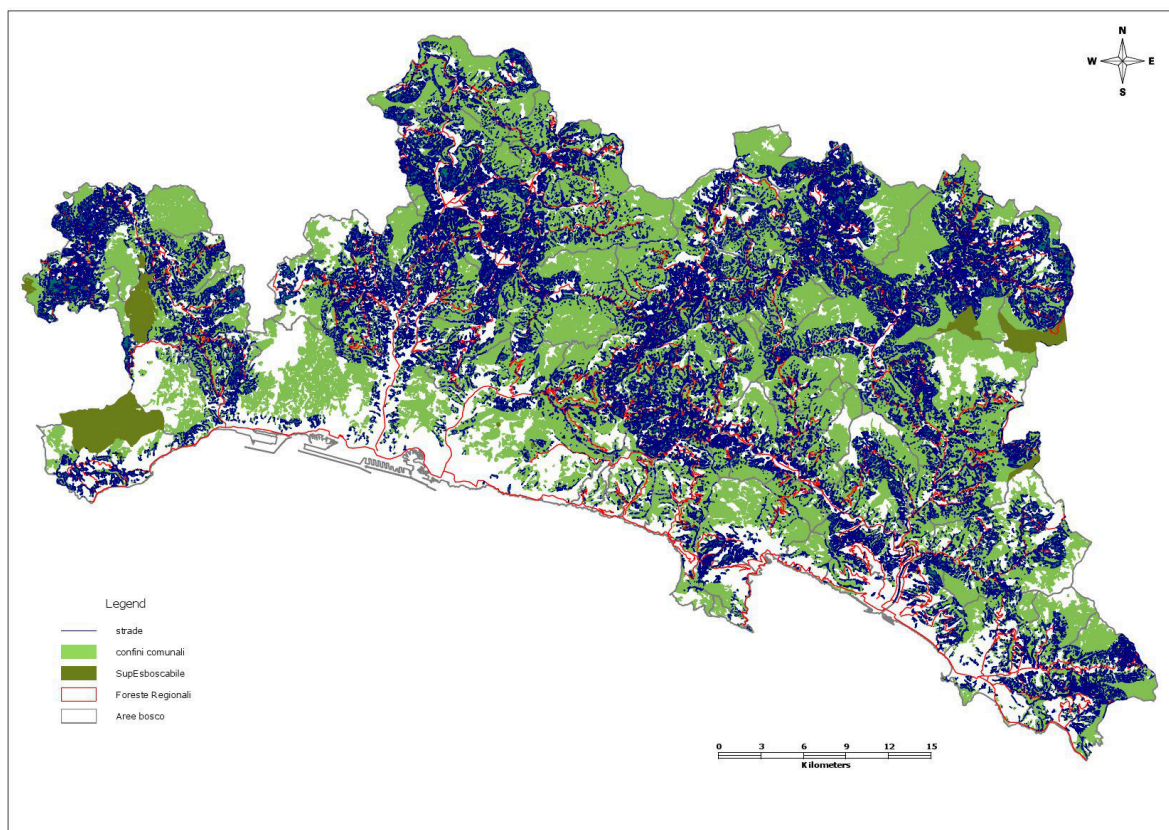 N
W E
S
Legend
strade
confini comunali
SupEsboscabile
Foreste Regionali
Aree bosco
0 3 6 9 12 15
Kilometers